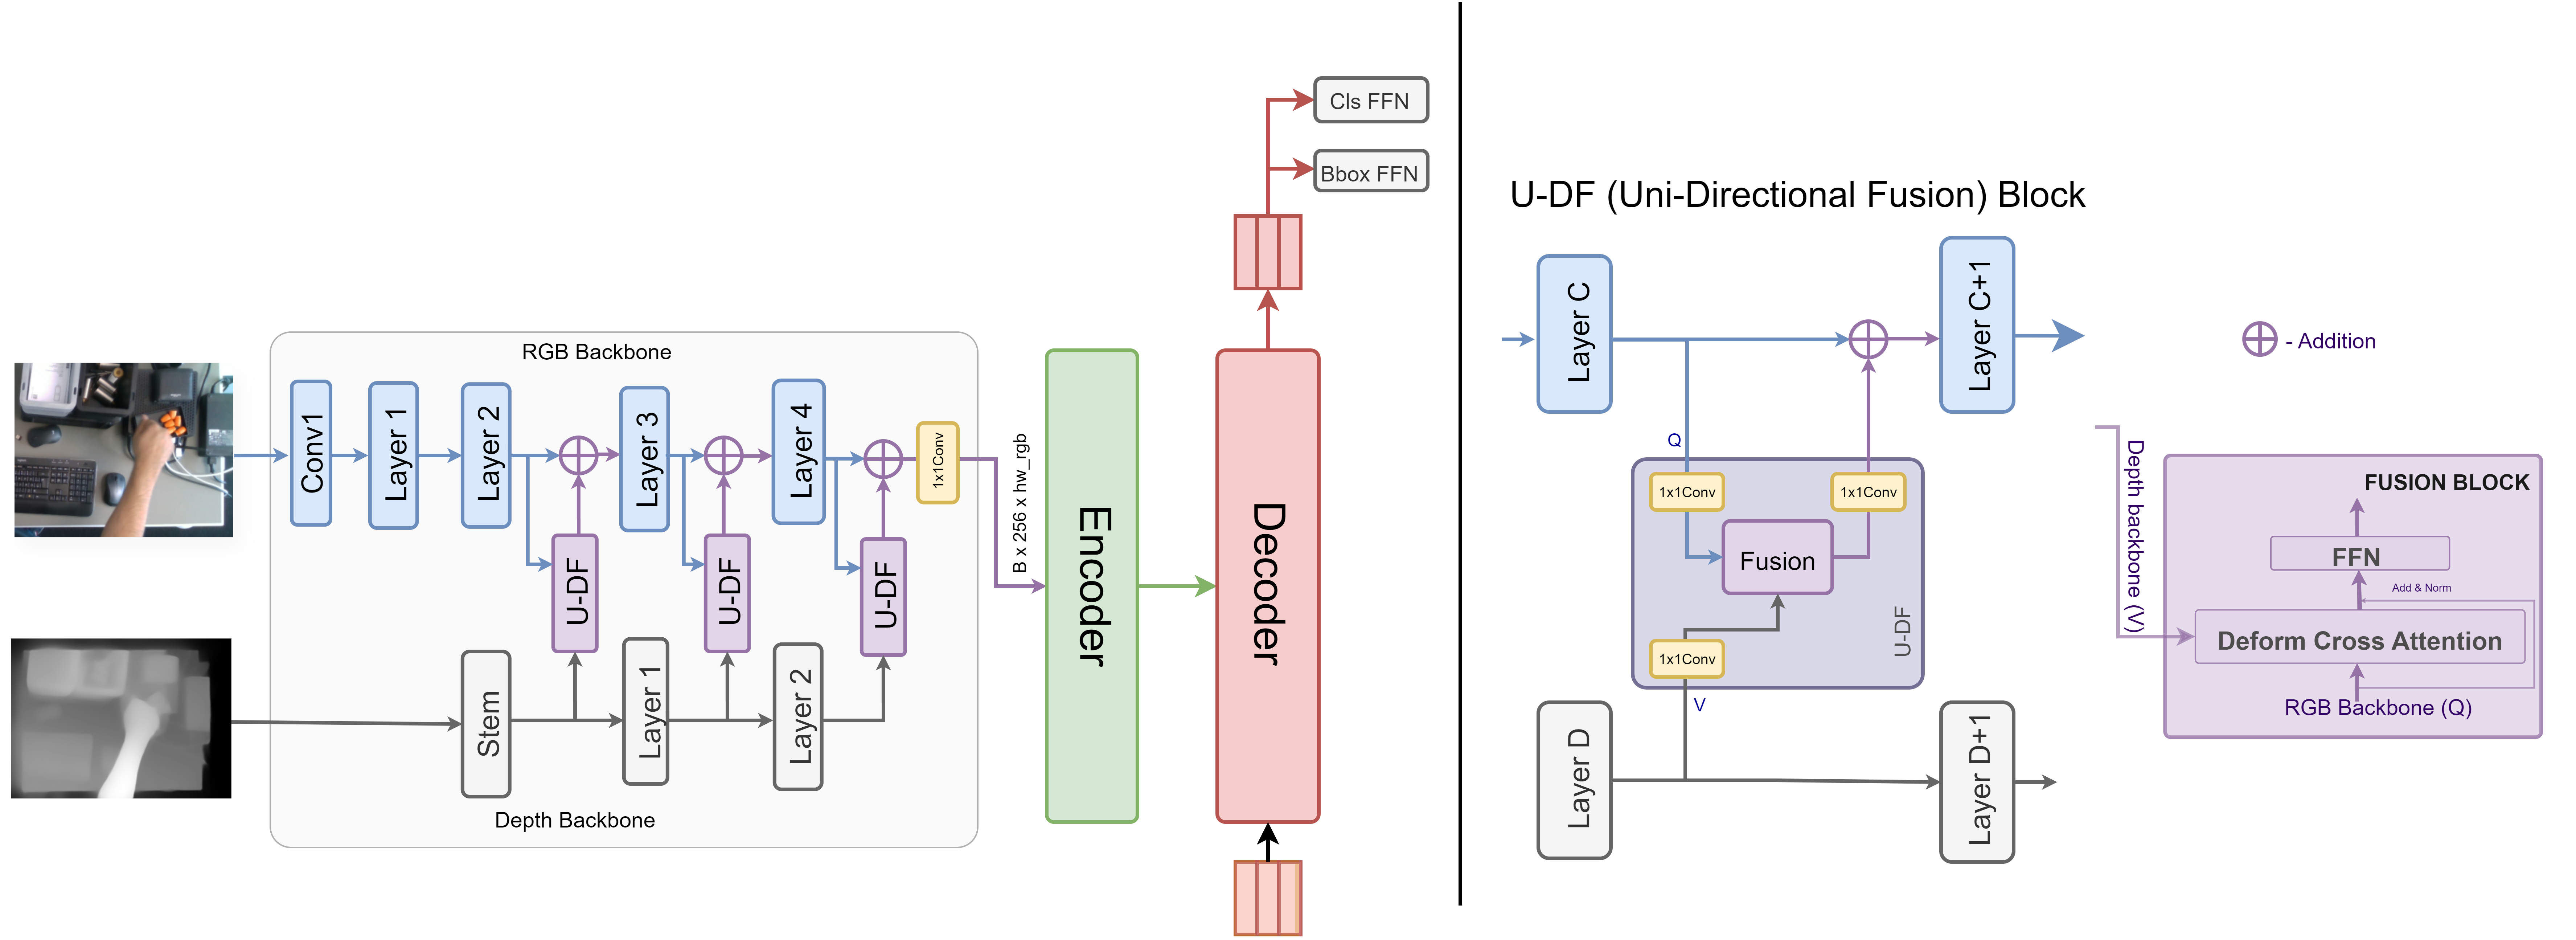 Cls FFN
Bbox FFN
RGB Backbone
Conv1
Layer 1
Layer 2
Layer 3
Layer 4
1x1Conv
U-DF
U-DF
U-DF
Stem
Layer 1
Layer 2
Depth Backbone
B x 256 x hw_rgb
Encoder
Decoder
U-DF (Uni-Directional Fusion) Block
Layer C
Layer C+1
Q
1x1Conv
1x1Conv
Fusion
1x1Conv
U-DF
V
Layer D
Layer D+1
- Addition
Depth backbone (V)
FUSION BLOCK
FFN
Add & Norm
Deform Cross Attention
RGB Backbone (Q)